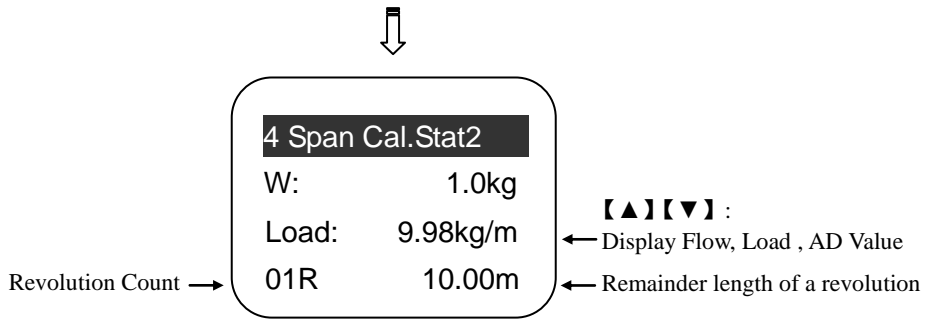 4 Span Cal.Stat2
W: 1.0kg
Load: 9.98kg/m
01R 10.00m
【▲】【▼】:
Display Flow, Load , AD Value
Revolution Count
Remainder length of a revolution